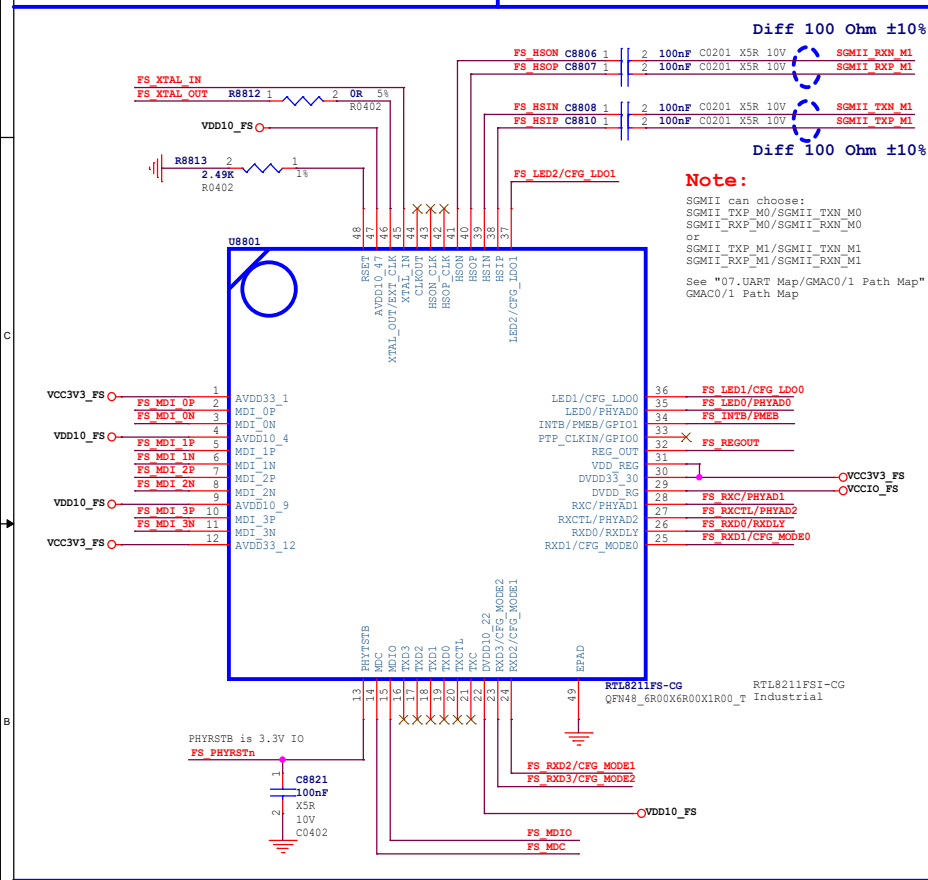 Diff 100 Ohm ±10%
FS_HSON C8806 1 2 100nF C0201 X5R 10V SGMII_RXN_M1
FS_HSOP C8807 1 2 100nF C0201 X5R 10V SGMII_RXP_M1
FS_XTAL_IN
FS_XTAL_OUT R8812 1 2 0R 5%
R0402
FS_HSIN C8808 1 2 100nF C0201 X5R 10V SGMII_TXN_M1
FS_HSIP C8810 1 2 100nF C0201 X5R 10V SGMII_TXP_M1
VDD10_FS
Diff 100 Ohm ±10%
R8813 2 1
2.49K 1%
R0402
FS_LED2/CFG_LDO1
Note:
SGMII can choose:
SGMII_TXP_M0/SGMII_TXN_M0
SGMII_RXP_M0/SGMII_RXN_M0
or
SGMII_TXP_M1/SGMII_TXN_M1
SGMII_RXP_M1/SGMII_RXN_M1
See "07.UART Map/GMAC0/1 Path Map"
GMAC0/1 Path Map
U8801
48 RSET
47 AVDD10_47
46 XTAL_OUT/EXT_CLK
45 XTAL_IN
44 CLKOUT
43 HSON_CLK
42 HSOP_CLK
41 HSON
40 HSOP
39 HSIN
38 HSIP
37 LED2/CFG_LDO1
C
VCC3V3_FS 1 AVDD33_1
FS_MDI_0P 2 MDI_0P
FS_MDI_0N 3 MDI_0N
VDD10_FS 4 AVDD10_4
FS_MDI_1P 5 MDI_1P
FS_MDI_1N 6 MDI_1N
FS_MDI_2P 7 MDI_2P
FS_MDI_2N 8 MDI_2N
VDD10_FS 9 AVDD10_9
FS_MDI_3P 10 MDI_3P
FS_MDI_3N 11 MDI_3N
VCC3V3_FS 12 AVDD33_12
LED1/CFG_LDO0 36 FS_LED1/CFG_LDO0
LED0/PHYAD0 35 FS_LED0/PHYAD0
INTB/PMEB/GPIO1 34 FS_INTB/PMEB
PTP_CLKIN/GPIO0 33
REG_OUT 32 FS_REGOUT
VDD_REG 31
DVDD33_30 30 VCC3V3_FS
DVDD_RG 29 VCCIO_FS
RXC/PHYAD1 28 FS_RXC/PHYAD1
RXCTL/PHYAD2 27 FS_RXCTL/PHYAD2
RXD0/RXDLY 26 FS_RXD0/RXDLY
RXD1/CFG_MODE0 25 FS_RXD1/CFG_MODE0
PHYTSTB 13
MDC 14
MDIO 15
TXD3 16
TXD2 17
TXD1 18
TXD0 19
TXCTL 20
TXC 21
DVDD10_22 22
RXD3/CFG_MODE2 23
RXD2/CFG_MODE1 24
EPAD 49
RTL8211FS-CG RTL8211FSI-CG
QFN48_6R00X6R00X1R00_T Industrial
B
PHYRSTB is 3.3V IO
FS_PHYRSTn
1 C8821
100nF
X5R
2 10V
C0402
FS_RXD2/CFG_MODE1
FS_RXD3/CFG_MODE2
VDD10_FS
FS_MDIO
FS_MDC